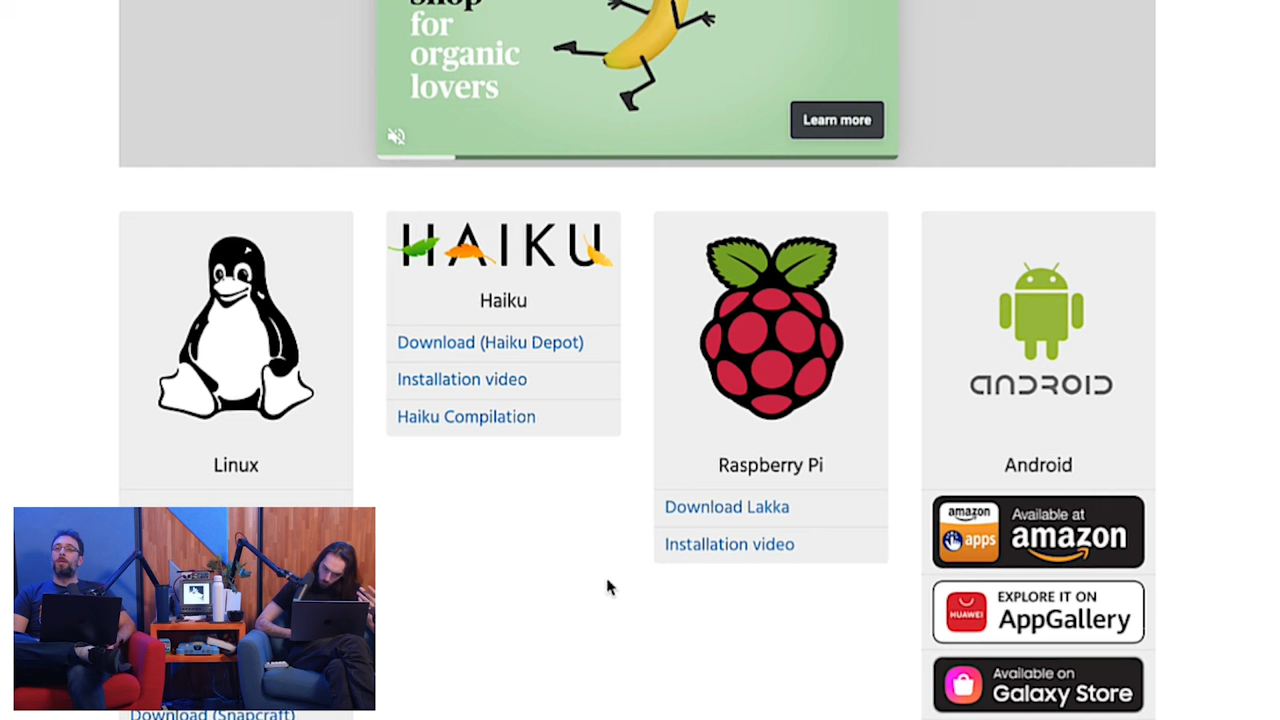 shop
for
organic
lovers
Learn more
HAIKU
Haiku
Download (Haiku Depot)
Installation video
Haiku Compilation
Linux
Download (Snapcraft)
Raspberry Pi
Download Lakka
Installation video
ANDROID
Android
amazon
apps
Available at
amazon
HUAWEI
EXPLORE IT ON
AppGallery
Available on
Galaxy Store